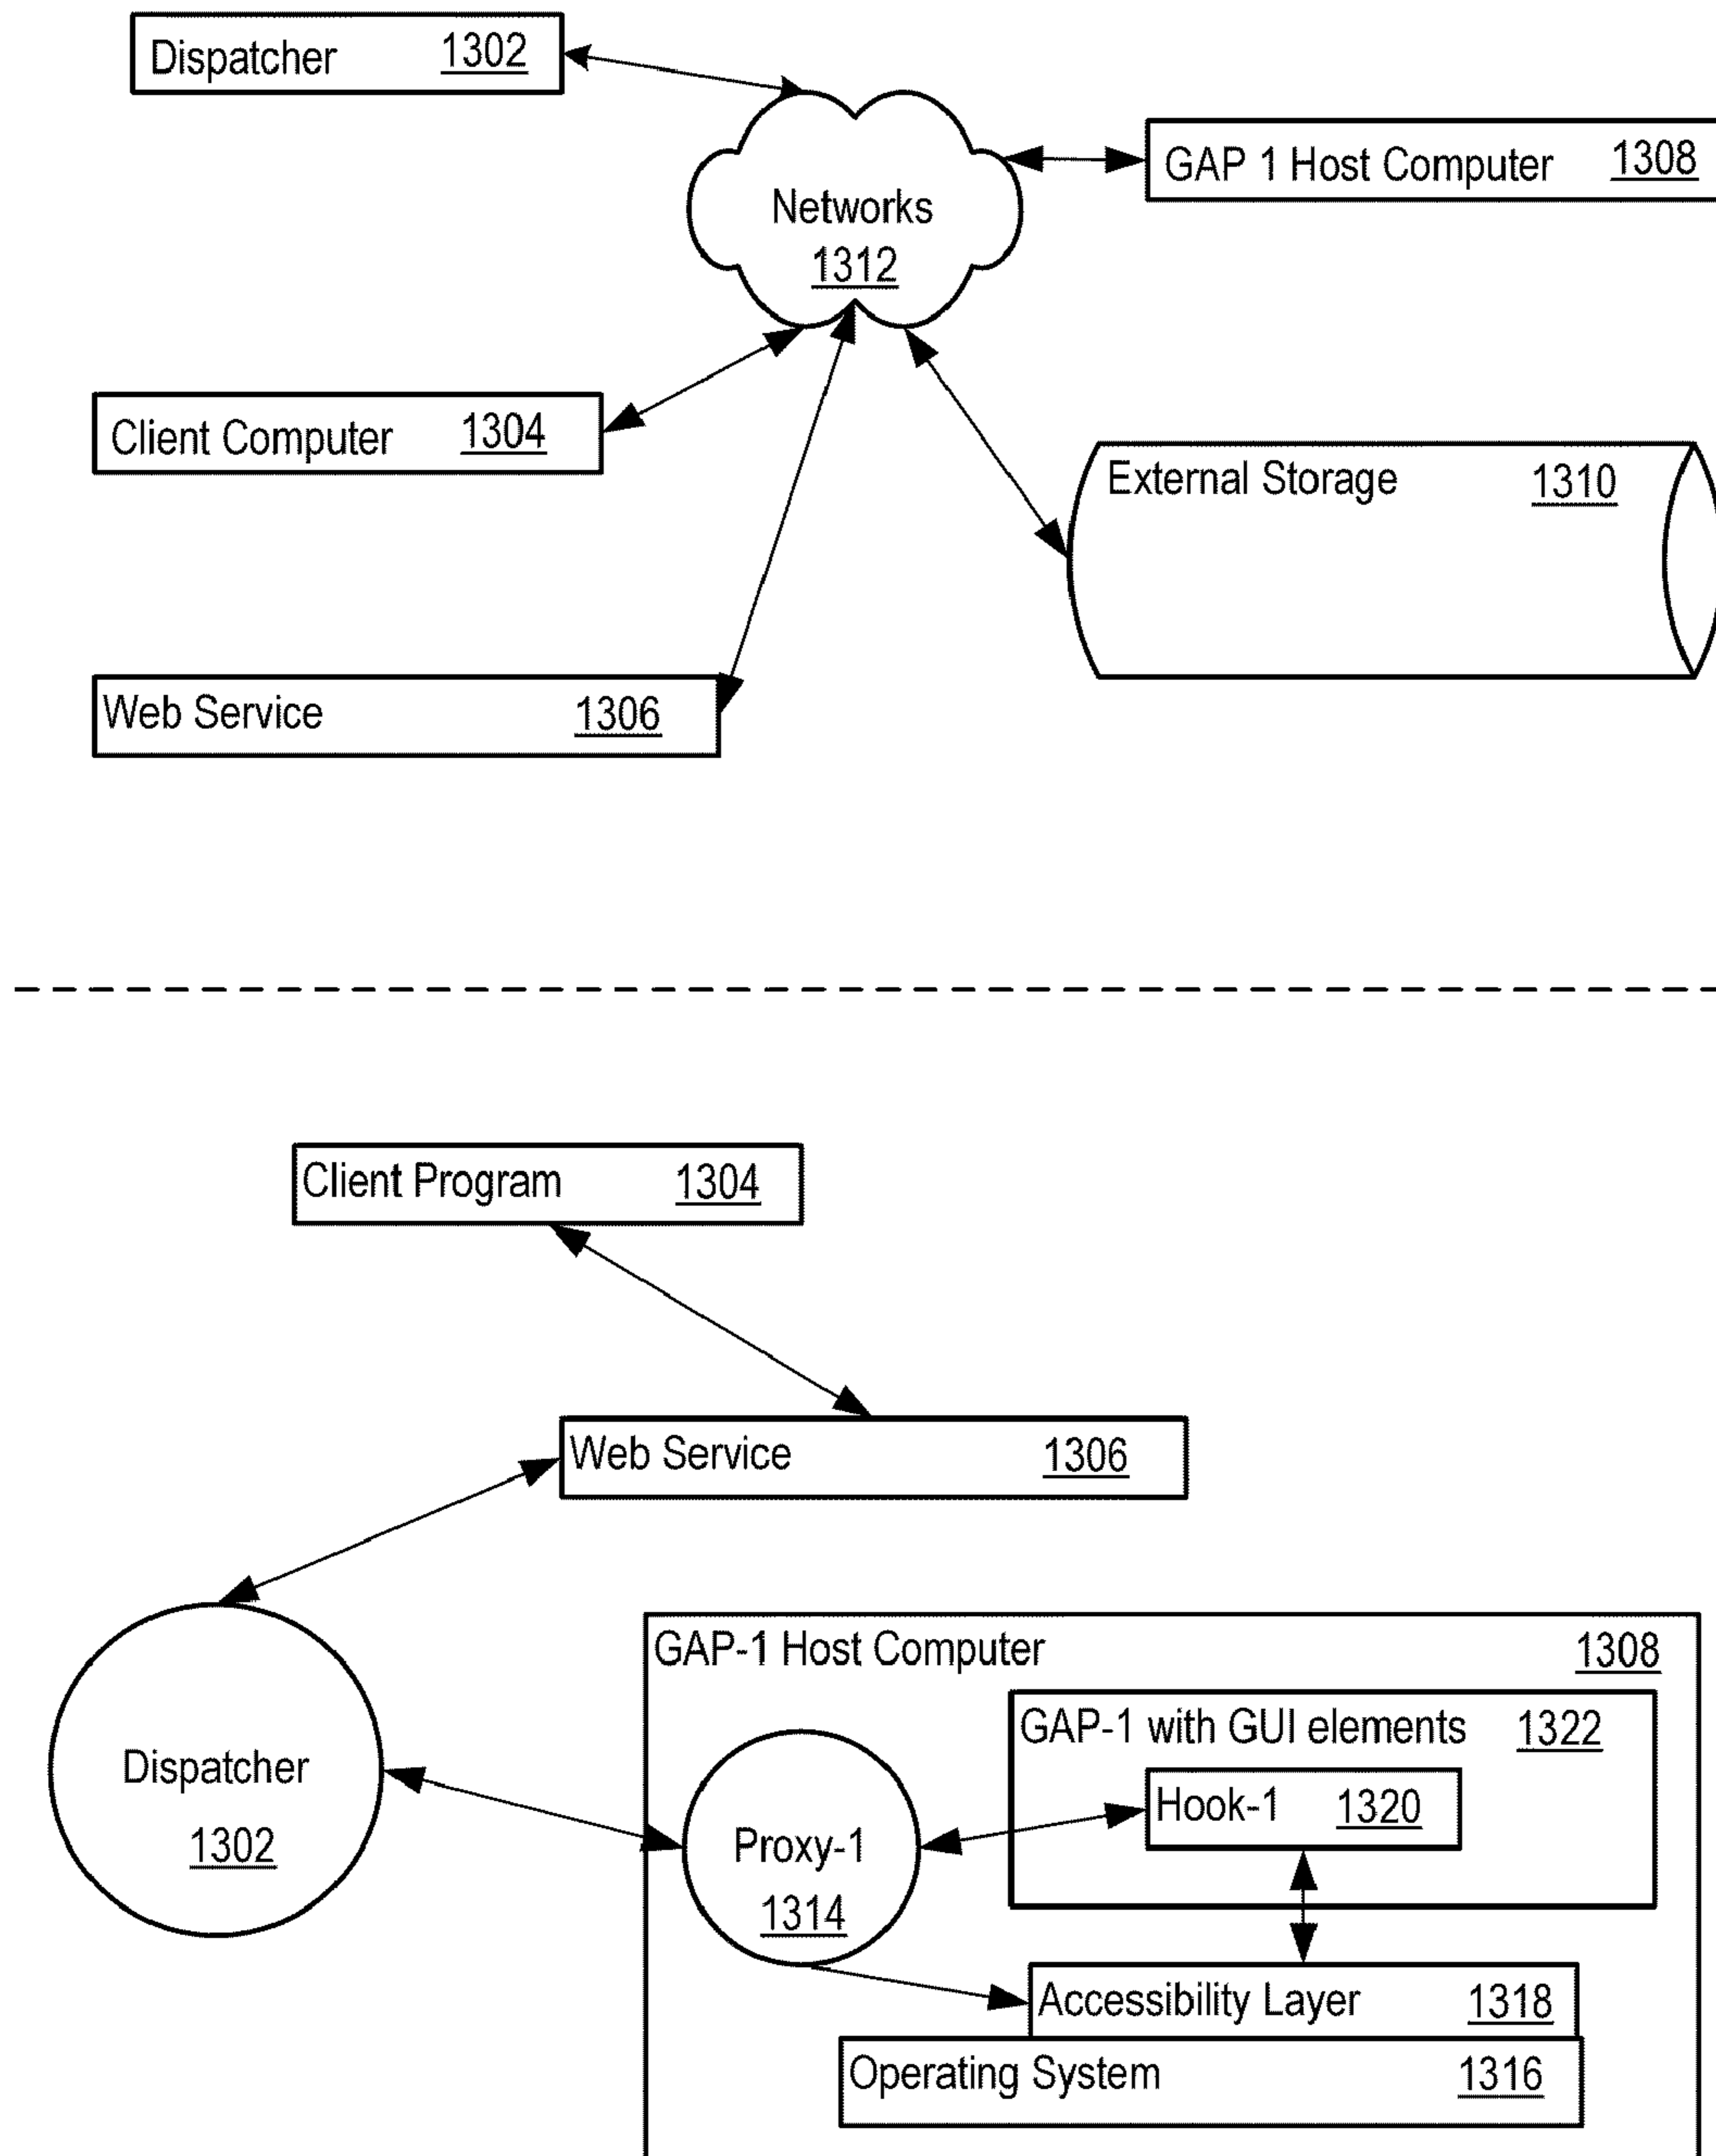 Dispatcher 1302
GAP 1 Host Computer 1308
Networks
1312
Client Computer 1304
External Storage 1310
Web Service 1306
Client Program 1304
Web Service 1306
GAP-1 Host Computer 1308
GAP-1 with GUI elements 1322
Dispatcher
1302
Hook-1 1320
Proxy-1
1314
Accessibility Layer 1318
Operating System 1316